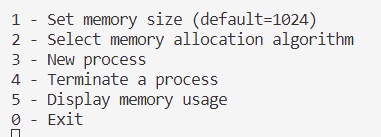 1 - Set memory size (default=1024)
2 - Select memory allocation algorithm
3 - New process
4 - Terminate a process
5 - Display memory usage
0 - Exit